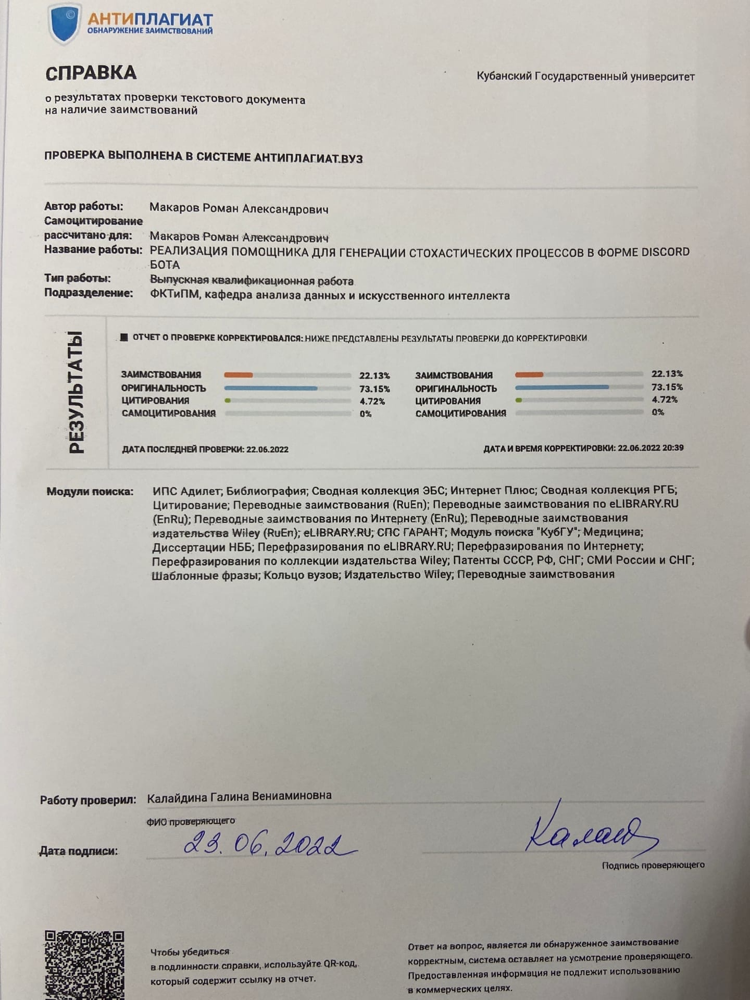 АНТИПЛАГИАТ
ОБНАРУЖЕНИЕ ЗАИМСТВОВАНИЙ
СПРАВКА
Кубанский Государственный университет
о результатах проверки текстового документа
на наличие заимствований
ПРОВЕРКА ВЫПОЛНЕНА В СИСТЕМЕ АНТИПЛАГИАТ.ВУЗ
Автор работы: Макаров Роман Александрович
Самоцитирование
рассчитано для: Макаров Роман Александрович
Название работы: РЕАЛИЗАЦИЯ ПОМОЩНИКА ДЛЯ ГЕНЕРАЦИИ СТОХАСТИЧЕСКИХ ПРОЦЕССОВ В ФОРМЕ DISCORD
БОТА
Тип работы: Выпускная квалификационная работа
Подразделение: ФКТиПМ, кафедра анализа данных и искусственного интеллекта
РЕЗУЛЬТАТЫ
ОТЧЕТ О ПРОВЕРКЕ КОРРЕКТИРОВАЛСЯ: НИЖЕ ПРЕДСТАВЛЕНЫ РЕЗУЛЬТАТЫ ПРОВЕРКИ ДО КОРРЕКТИРОВКИ
ЗАИМСТВОВАНИЯ 22.13% ЗАИМСТВОВАНИЯ 22.13%
ОРИГИНАЛЬНОСТЬ 73.15% ОРИГИНАЛЬНОСТЬ 73.15%
ЦИТИРОВАНИЯ 4.72% ЦИТИРОВАНИЯ 4.72%
САМОЦИТИРОВАНИЯ 0% САМОЦИТИРОВАНИЯ 0%
ДАТА ПОСЛЕДНЕЙ ПРОВЕРКИ: 22.06.2022 ДАТА И ВРЕМЯ КОРРЕКТИРОВКИ: 22.06.2022 20:39
Модули поиска: ИПС Адилет; Библиография; Сводная коллекция ЭБС; Интернет Плюс; Сводная коллекция РГБ;
Цитирование; Переводные заимствования (RuEn); Переводные заимствования по eLIBRARY.RU
(EnRu); Переводные заимствования по Интернету (EnRu); Переводные заимствования
издательства Wiley (RuEn); eLIBRARY.RU; СПС ГАРАНТ; Модуль поиска "КубГУ"; Медицина;
Диссертации НББ; Перефразирования по eLIBRARY.RU; Перефразирования по Интернету;
Перефразирования по коллекции издательства Wiley; Патенты СССР, РФ, СНГ; СМИ России и СНГ;
Шаблонные фразы; Кольцо вузов; Издательство Wiley; Переводные заимствования
Работу проверил: Калайдина Галина Вениаминовна
ФИО проверяющего
Дата подписи: 23.06.2022
Подпись проверяющего
Чтобы убедиться
в подлинности справки, используйте QR-код,
который содержит ссылку на отчет.
Ответ на вопрос, является ли обнаруженное заимствование
корректным, система оставляет на усмотрение проверяющего.
Предоставленная информация не подлежит использованию
в коммерческих целях.